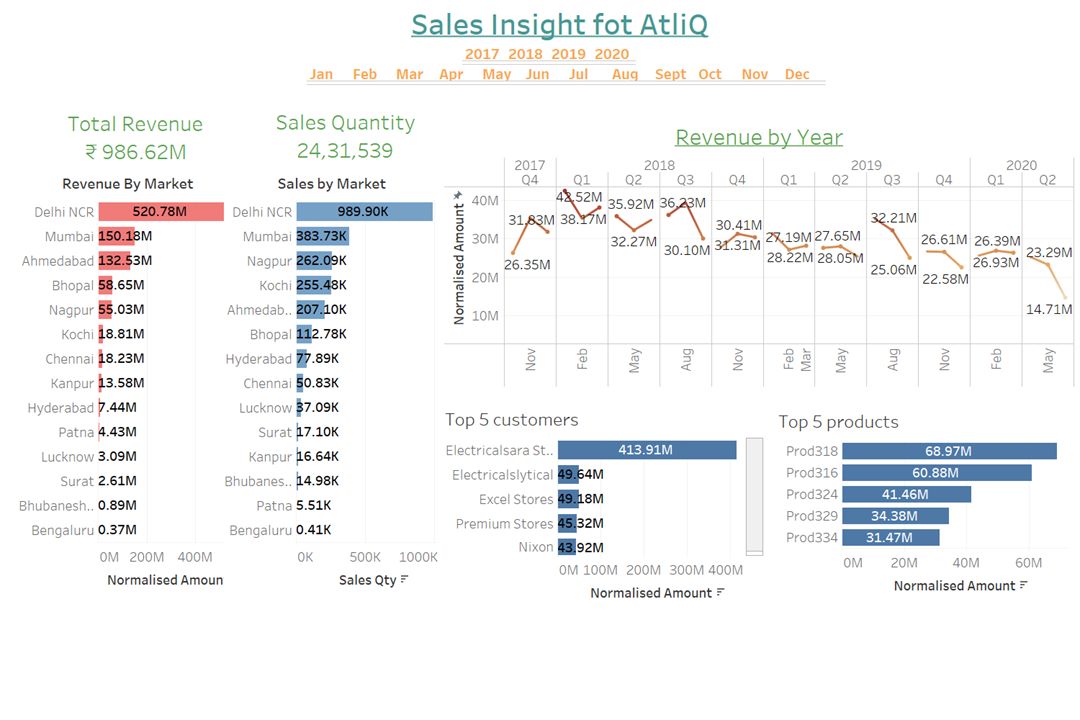 Sales Insight fot AtliQ
2017 2018 2019 2020
Jan Feb Mar Apr May Jun Jul Aug Sept Oct Nov Dec
Total Revenue
₹ 986.62M
Sales Quantity
24,31,539
Revenue By Market
Delhi NCR 520.78M
Mumbai 150.18M
Ahmedabad 132.53M
Bhopal 58.65M
Nagpur 55.03M
Kochi 18.81M
Chennai 18.23M
Kanpur 13.58M
Hyderabad 7.44M
Patna 4.43M
Lucknow 3.09M
Surat 2.61M
Bhubanesh.. 0.89M
Bengaluru 0.37M
0M 200M 400M
Normalised Amoun
Sales by Market
Delhi NCR 989.90K
Mumbai 383.73K
Nagpur 262.09K
Kochi 255.48K
Ahmedab.. 207.10K
Bhopal 112.78K
Hyderabad 77.89K
Chennai 50.83K
Lucknow 37.09K
Surat 17.10K
Kanpur 16.64K
Bhubanes.. 14.98K
Patna 5.51K
Bengaluru 0.41K
0K 500K 1000K
Sales Qty
Revenue by Year
2017 2018 2019 2020
Q4 Q1 Q2 Q3 Q4 Q1 Q2 Q3 Q4 Q1 Q2
Normalised Amount
40M
30M
20M
10M
31.83M
26.35M
42.52M
38.17M
35.92M
32.27M
36.23M
30.10M
30.41M
31.31M
27.19M
28.22M
27.65M
28.05M
32.21M
25.06M
26.61M
22.58M
26.39M
26.93M
23.29M
14.71M
Nov Feb May Aug Nov Feb Mar May Aug Nov Feb May
Top 5 customers
Electricalsara St.. 413.91M
Electricalslytical 49.64M
Excel Stores 49.18M
Premium Stores 45.32M
Nixon 43.92M
0M 100M 200M 300M 400M
Normalised Amount
Top 5 products
Prod318 68.97M
Prod316 60.88M
Prod324 41.46M
Prod329 34.38M
Prod334 31.47M
0M 20M 40M 60M
Normalised Amount